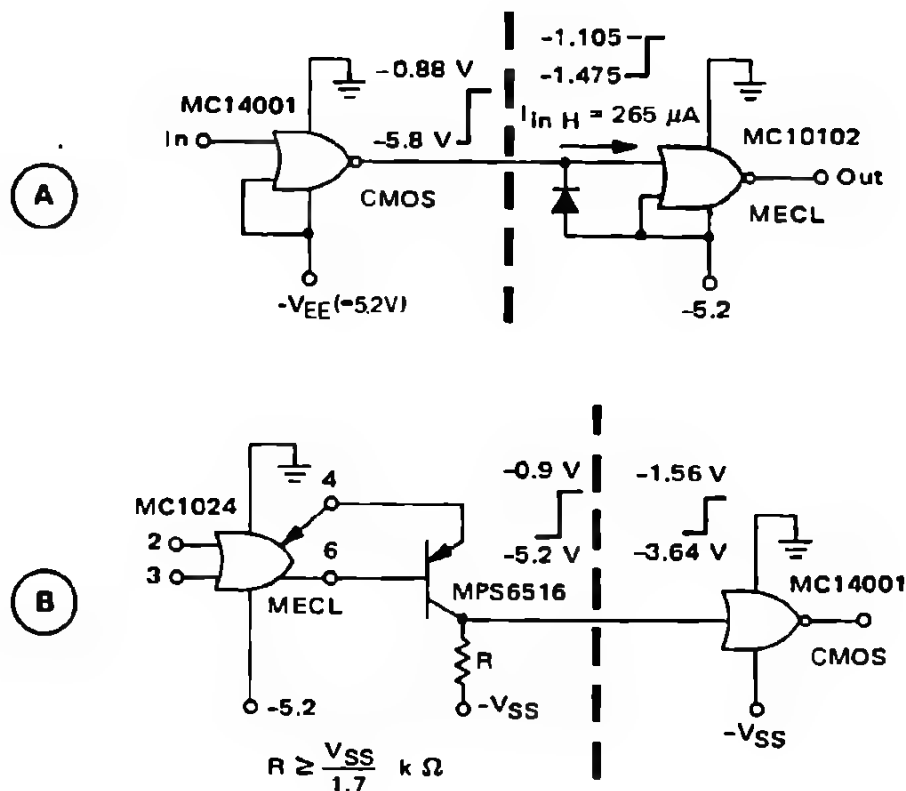 A
MC14001
In
-0.88 V
-5.8 V
CMOS
-VEE (=5.2V)
-1.105
-1.475
Iin H = 265 μA
MC10102
Out
MECL
-5.2
B
MC1024
2
3
4
6
MECL
-5.2
MPS6516
R
-VSS
-0.9 V
-5.2 V
-1.56 V
-3.64 V
MC14001
CMOS
-VSS
R ≥ VSS/1.7 k Ω